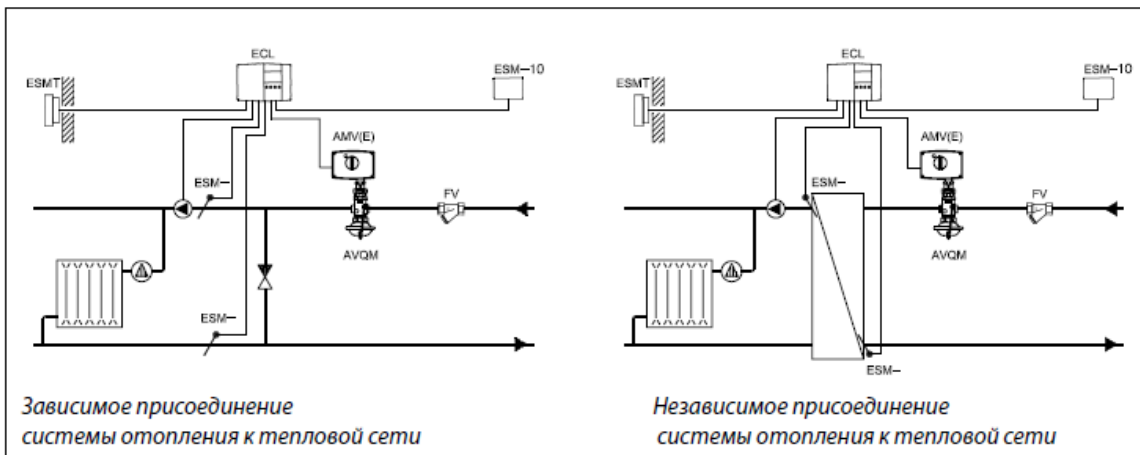 ECL
ESM-10
ESMT
AMV(E)
ESM-
FV
AVQM
ESM-
Зависимое присоединение
системы отопления к тепловой сети
ECL
ESM-10
ESMT
AMV(E)
ESM-
FV
AVQM
ESM-
Независимое присоединение
системы отопления к тепловой сети